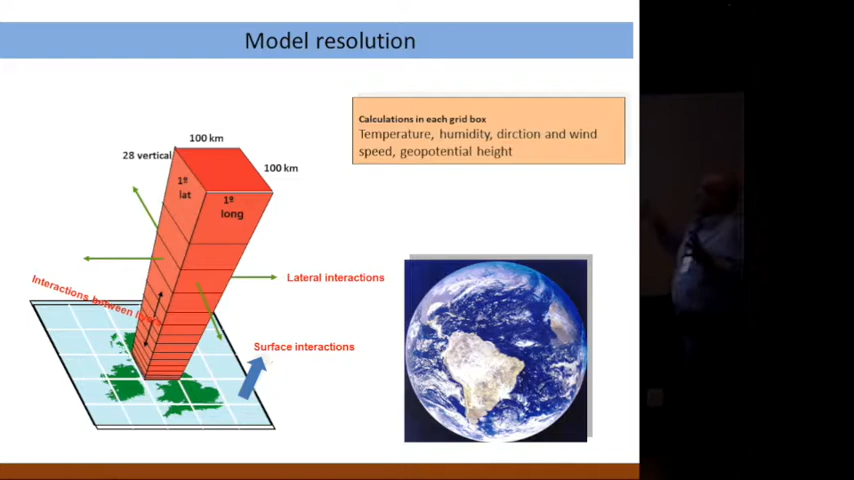 Model resolution
Calculations in each grid box
Temperature, humidity, dirction and wind
speed, geopotential height
100 km
28 vertical
100 km
1º
lat
1º
long
Lateral interactions
Interactions between
Surface interactions